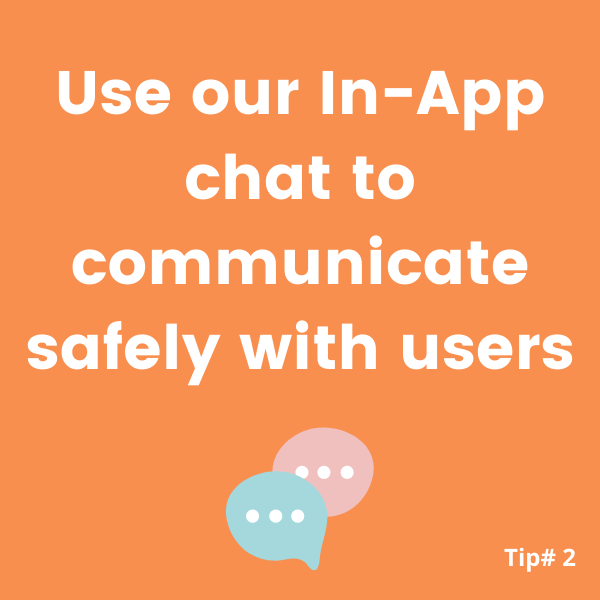 Use our In-App
chat to
communicate
safely with users
Tip# 2